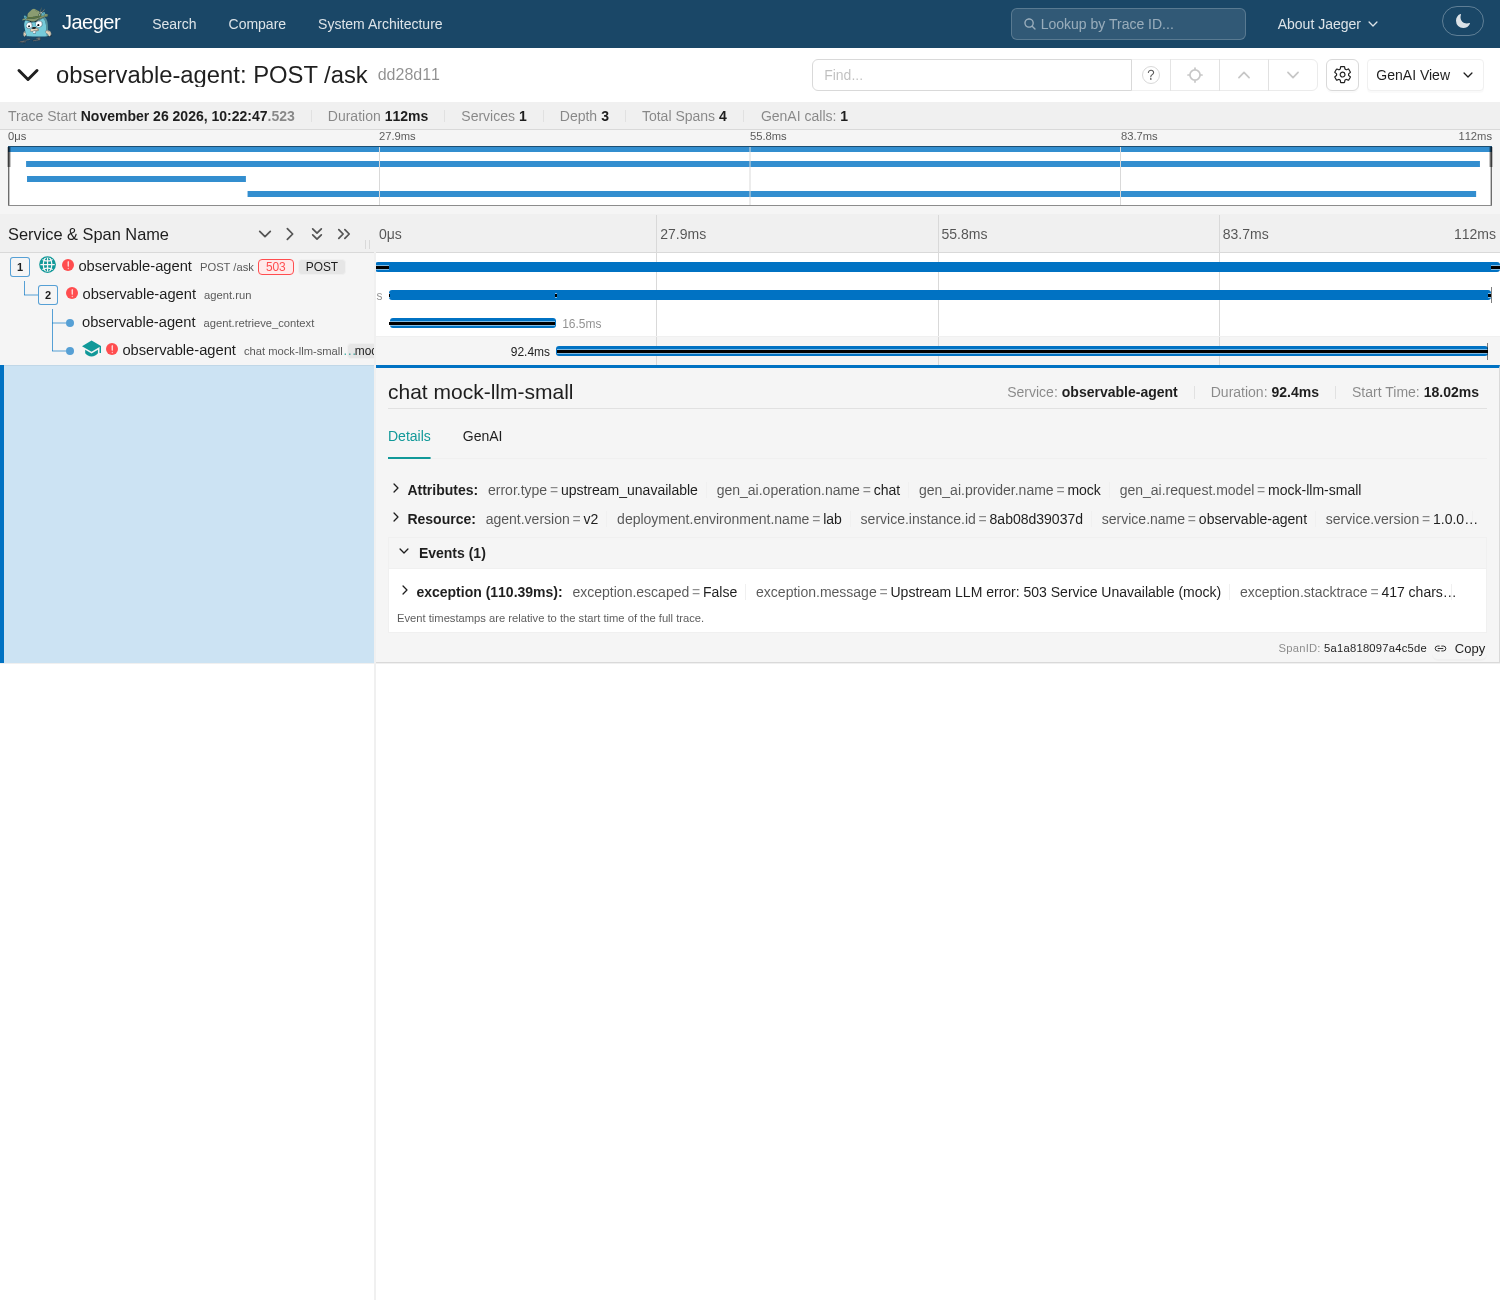 Jaeger Search Compare System Architecture Lookup by Trace ID... About Jaeger
observable-agent: POST /ask dd28d11 Find... ? GenAI View
Trace Start November 26 2026, 10:22:47.523 Duration 112ms Services 1 Depth 3 Total Spans 4 GenAI calls: 1
0μs 27.9ms 55.8ms 83.7ms 112ms
Service & Span Name 0μs 27.9ms 55.8ms 83.7ms 112ms
1 observable-agent POST /ask 503 POST
2 observable-agent agent.run s
observable-agent agent.retrieve_context 16.5ms
observable-agent chat mock-llm-small… moc 92.4ms
chat mock-llm-small Service: observable-agent Duration: 92.4ms Start Time: 18.02ms
Details GenAI
Attributes: error.type = upstream_unavailable gen_ai.operation.name = chat gen_ai.provider.name = mock gen_ai.request.model = mock-llm-small
Resource: agent.version = v2 deployment.environment.name = lab service.instance.id = 8ab08d39037d service.name = observable-agent service.version = 1.0.0…
Events (1)
exception (110.39ms): exception.escaped = False exception.message = Upstream LLM error: 503 Service Unavailable (mock) exception.stacktrace = 417 chars…
Event timestamps are relative to the start time of the full trace.
SpanID: 5a1a818097a4c5de Copy